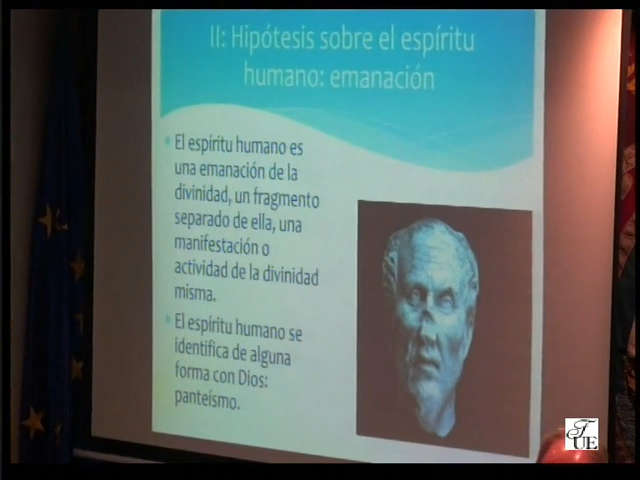 II: Hipótesis sobre el espíritu
humano: emanación
El espíritu humano es
una emanación de la
divinidad, un fragmento
separado de ella, una
manifestación o
actividad de la divinidad
misma.
El espíritu humano se
identifica de alguna
forma con Dios:
panteísmo.
FUE